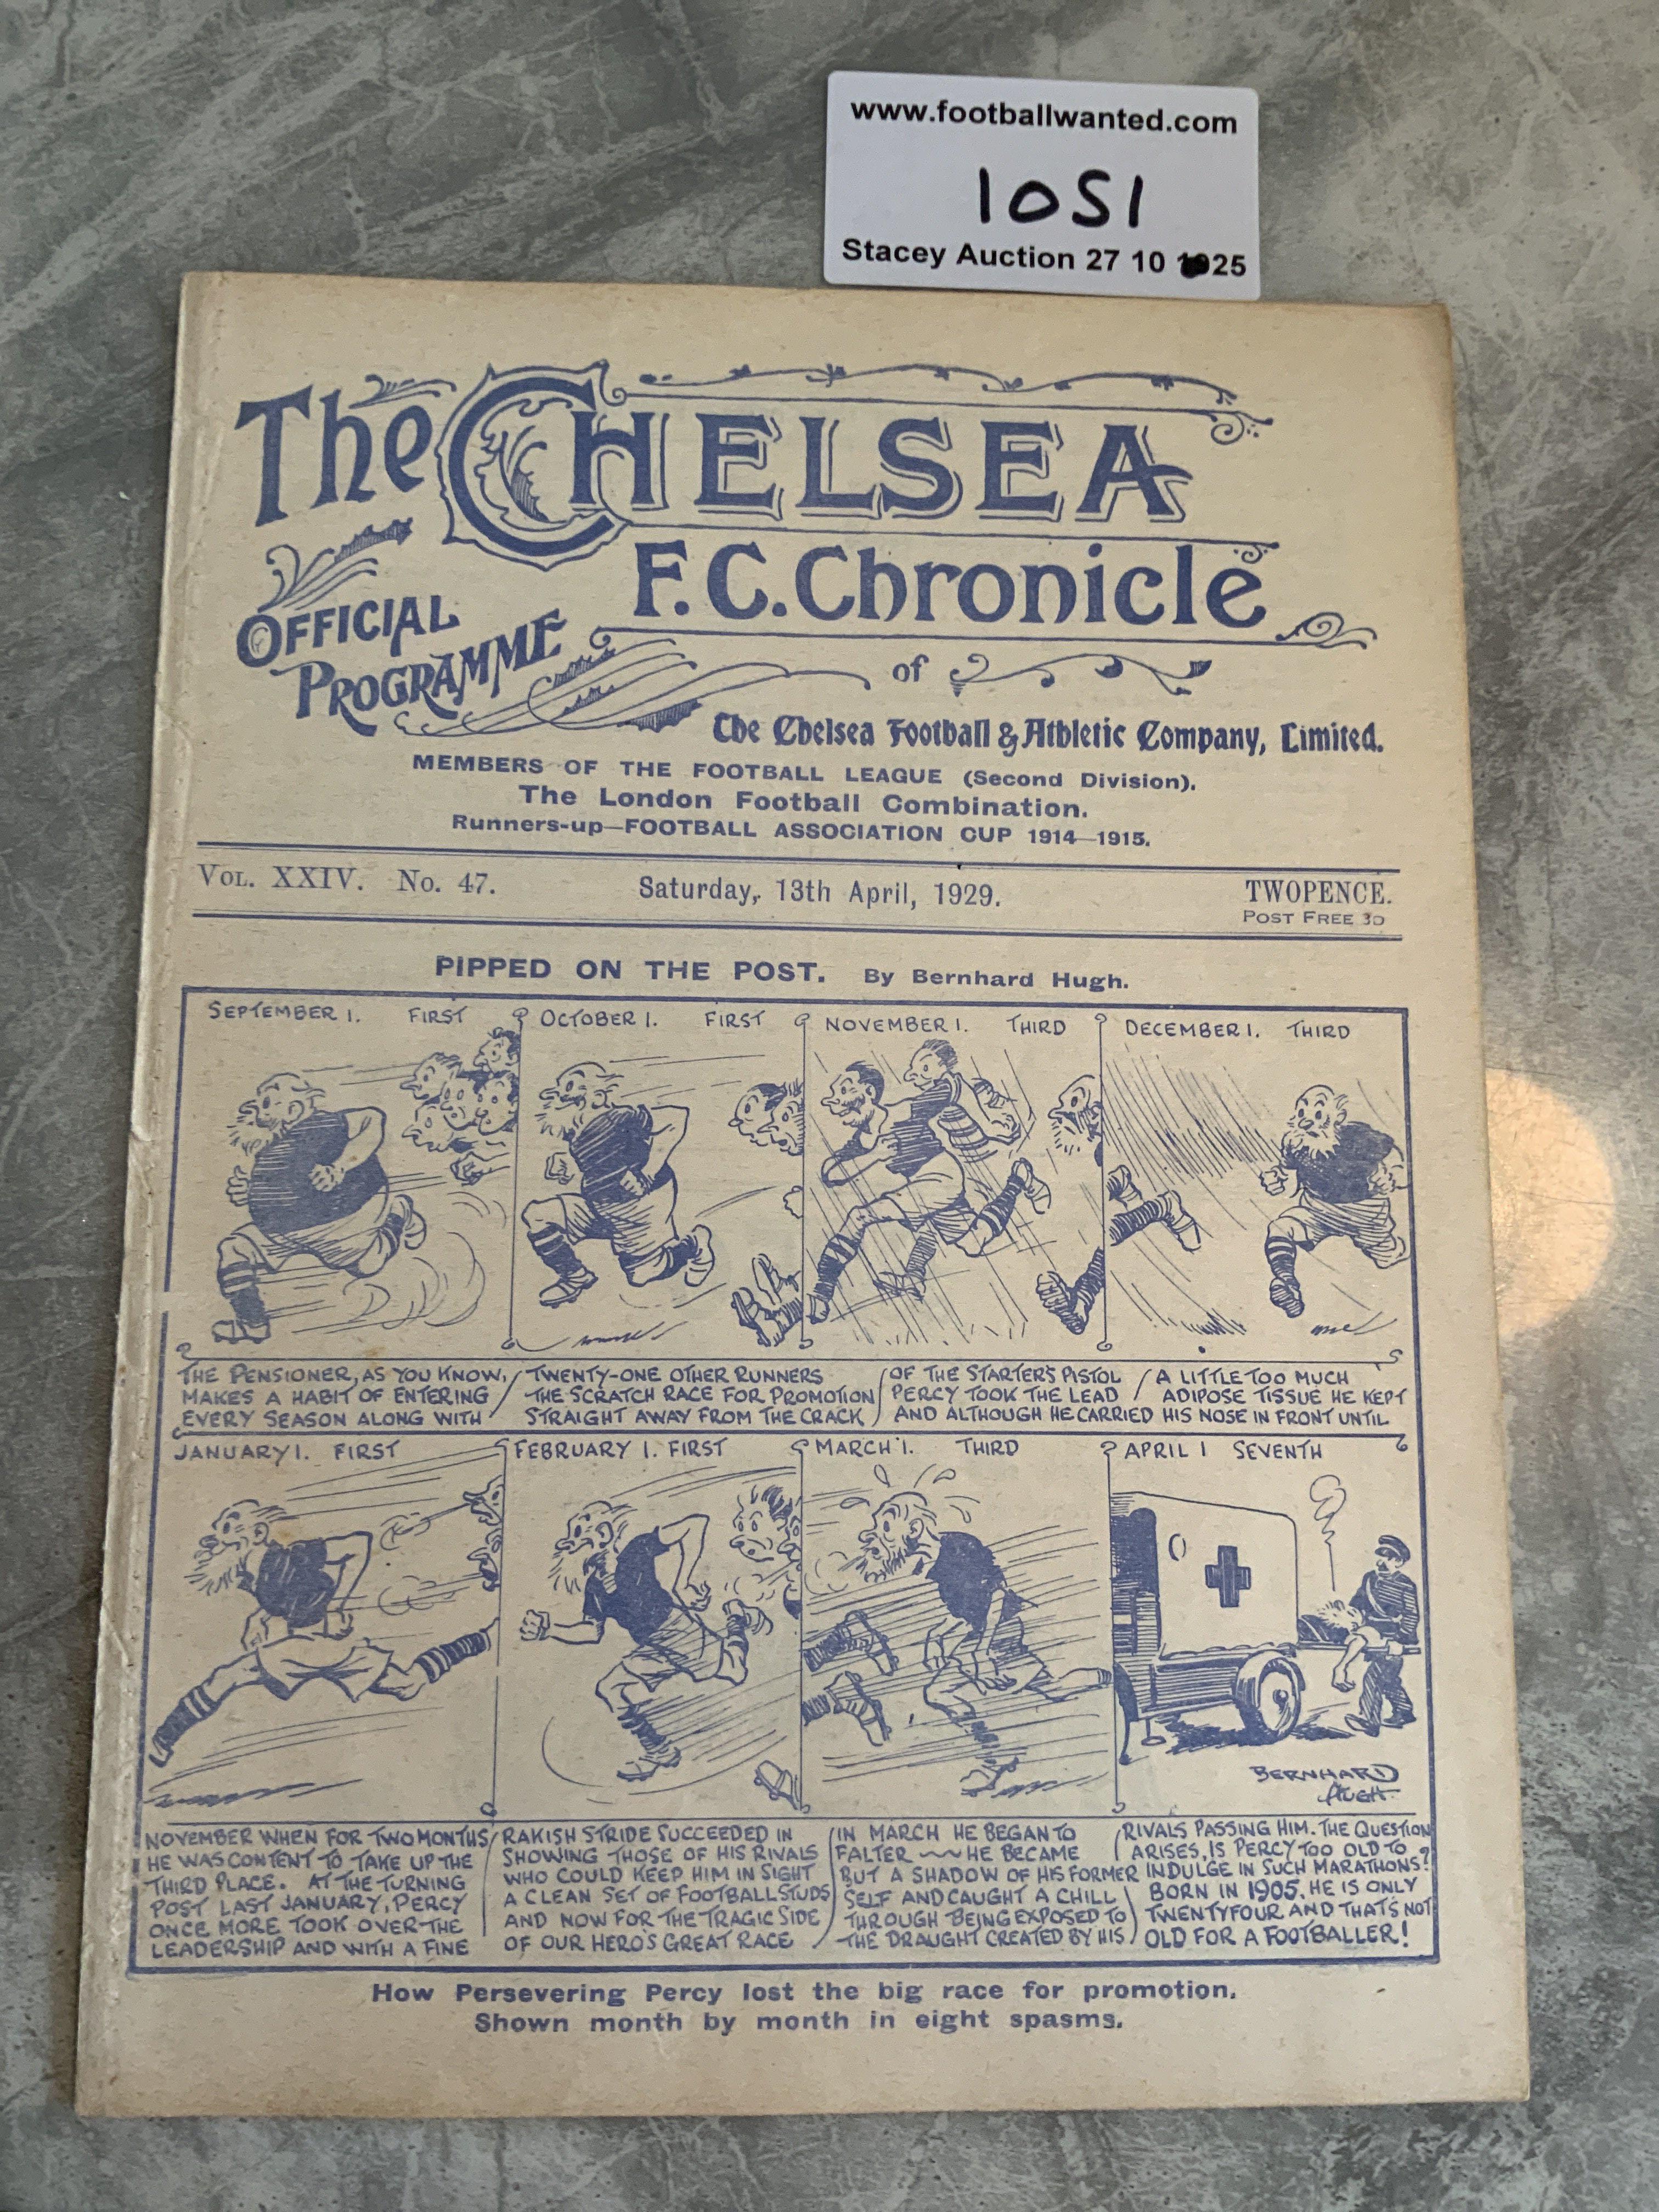 www.footballwanted.com
1051
Stacey Auction 27 10 25
The CHELSEA
F.C. Chronicle
OFFICIAL
PROGRAMME
of
The Chelsea Football & Athletic Company, Limited.
MEMBERS OF THE FOOTBALL LEAGUE (Second Division).
The London Football Combination.
Runners-up—FOOTBALL ASSOCIATION CUP 1914—1915.
VOL. XXIV. No. 47.
Saturday, 13th April, 1929.
TWOPENCE.
POST FREE 3D
PIPPED ON THE POST. By Bernhard Hugh.
SEPTEMBER 1. FIRST
OCTOBER 1. FIRST
NOVEMBER 1. THIRD
DECEMBER 1. THIRD
THE PENSIONER, AS YOU KNOW,
MAKES A HABIT OF ENTERING
EVERY SEASON ALONG WITH
TWENTY-ONE OTHER RUNNERS
THE SCRATCH RACE FOR PROMOTION
STRAIGHT AWAY FROM THE CRACK
OF THE STARTER'S PISTOL
PERCY TOOK THE LEAD
AND ALTHOUGH HE CARRIED
A LITTLE TOO MUCH
ADIPOSE TISSUE HE KEPT
HIS NOSE IN FRONT UNTIL
JANUARY 1. FIRST
FEBRUARY 1. FIRST
MARCH 1. THIRD
APRIL 1 SEVENTH
BERNHARD
HUGH.
NOVEMBER WHEN FOR TWO MONTHS
HE WAS CONTENT TO TAKE UP THE
THIRD PLACE. AT THE TURNING
POST LAST JANUARY, PERCY
ONCE MORE TOOK OVER THE
LEADERSHIP AND WITH A FINE
RAKISH STRIDE SUCCEEDED IN
SHOWING THOSE OF HIS RIVALS
WHO COULD KEEP HIM IN SIGHT
A CLEAN SET OF FOOTBALL STUDS
AND NOW FOR THE TRAGIC SIDE
OF OUR HERO'S GREAT RACE
IN MARCH HE BEGAN TO
FALTER — HE BECAME
BUT A SHADOW OF HIS FORMER
SELF AND CAUGHT A CHILL
THROUGH BEING EXPOSED TO
THE DRAUGHT CREATED BY HIS
RIVALS PASSING HIM. THE QUESTION
ARISES, IS PERCY TOO OLD TO
INDULGE IN SUCH MARATHONS?
BORN IN 1905, HE IS ONLY
TWENTYFOUR AND THAT'S NOT
OLD FOR A FOOTBALLER!
How Persevering Percy lost the big race for promotion.
Shown month by month in eight spasms.